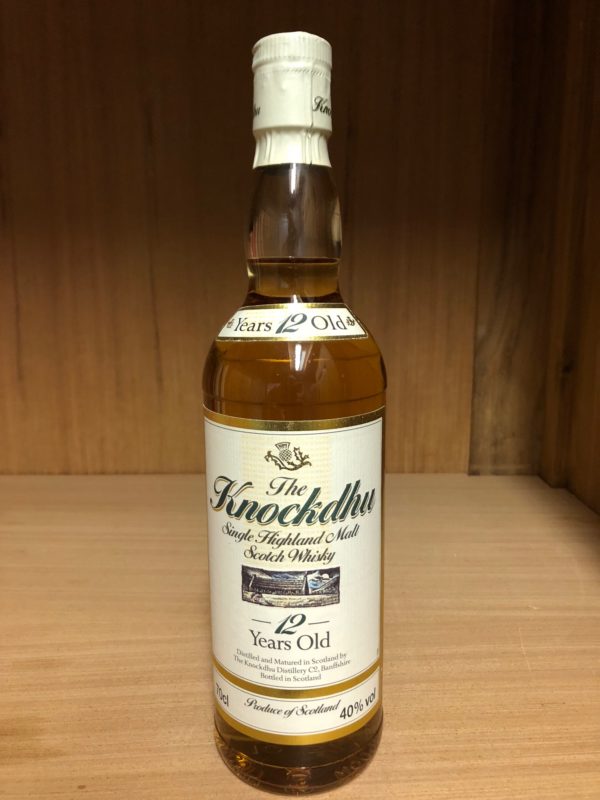 Years 12 Old
The
Knockdhu
Single Highland Malt
Scotch Whisky
12
Years Old
Distilled and Matured in Scotland by
The Knockdhu Distillery Co., Banffshire
Bottled in Scotland
70cl Produce of Scotland 40% vol